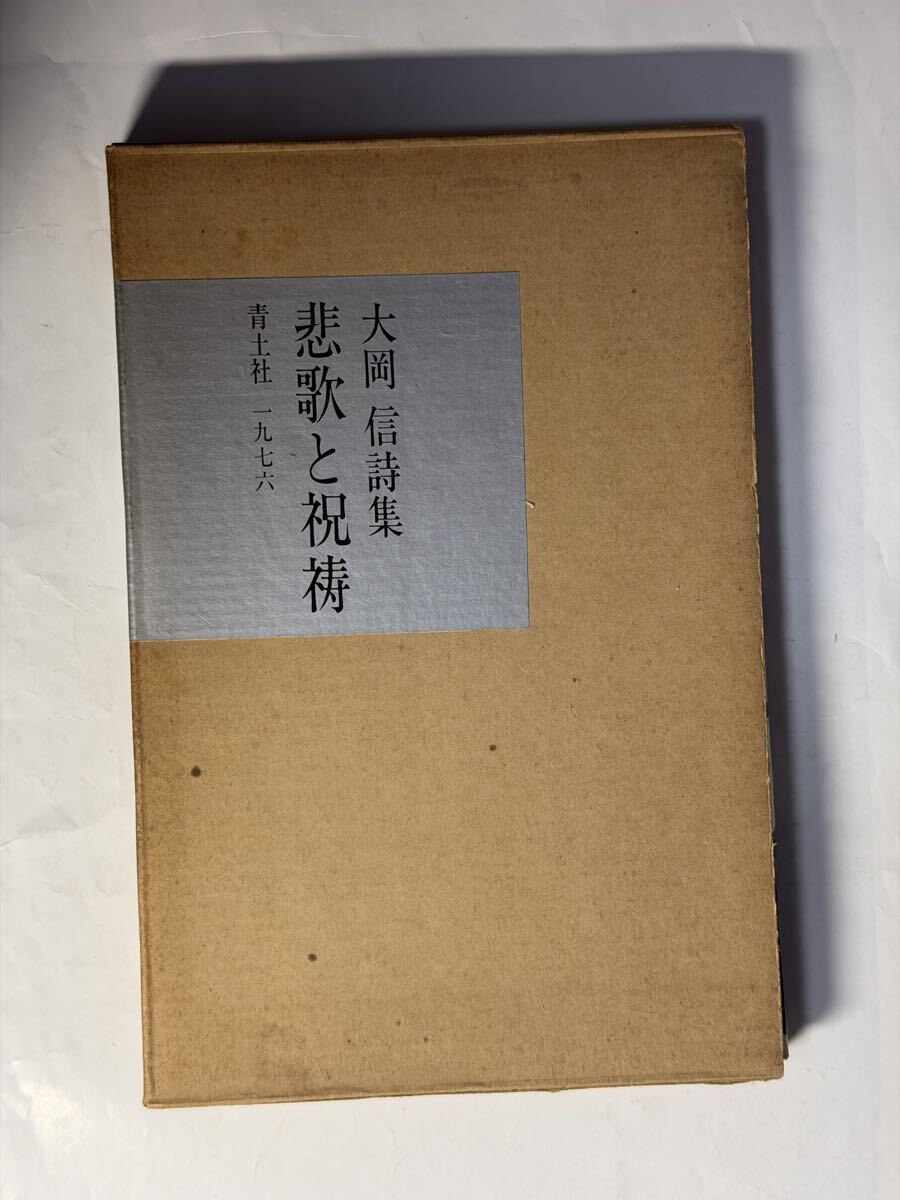 大岡 信詩集
悲歌と祝祷
青土社 一九七六